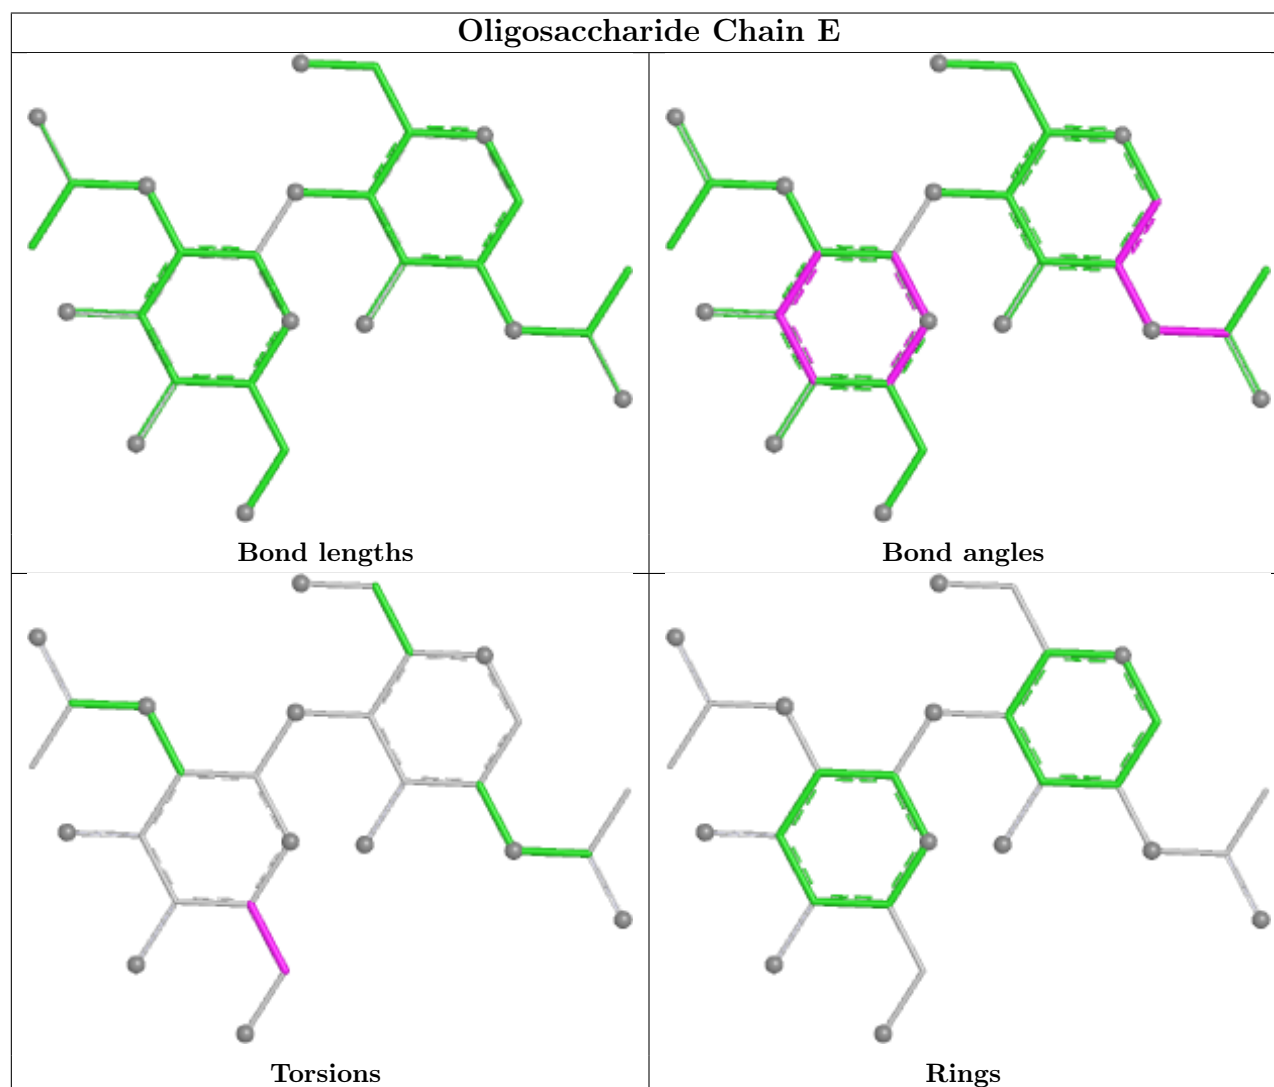 Oligosaccharide Chain E
Bond lengths
Bond angles
Torsions
Rings